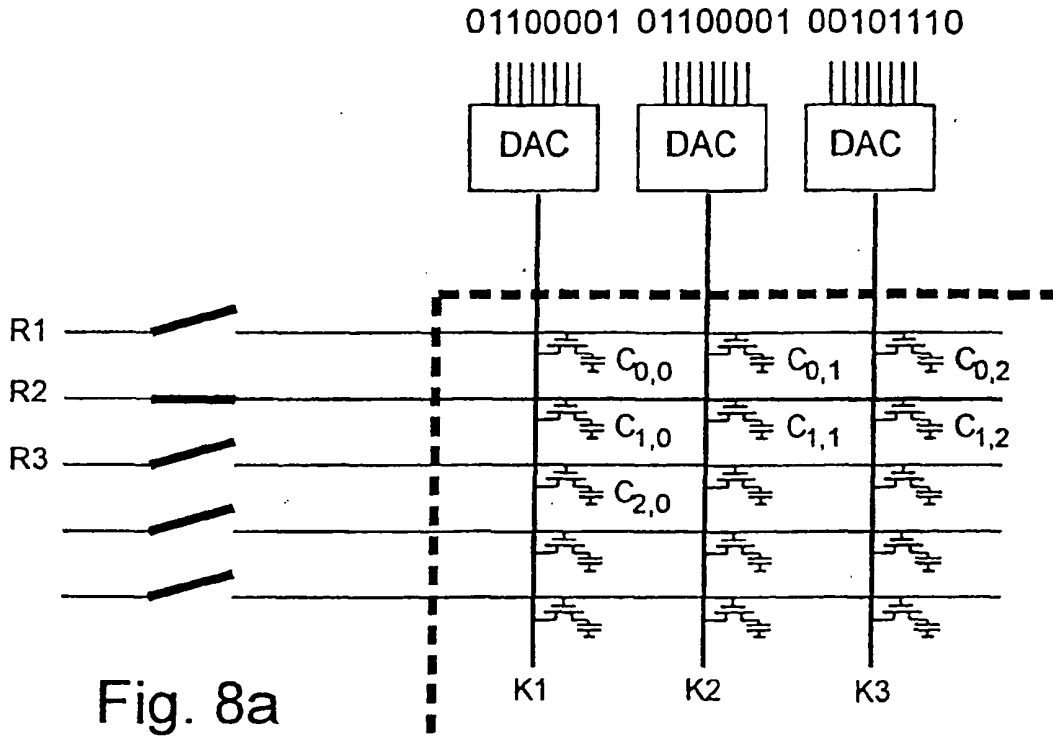 01100001 01100001 00101110
DAC DAC DAC
R1
C0,0 C0,1 C0,2
R2
C1,0 C1,1 C1,2
R3
C2,0
K1 K2 K3
Fig. 8a